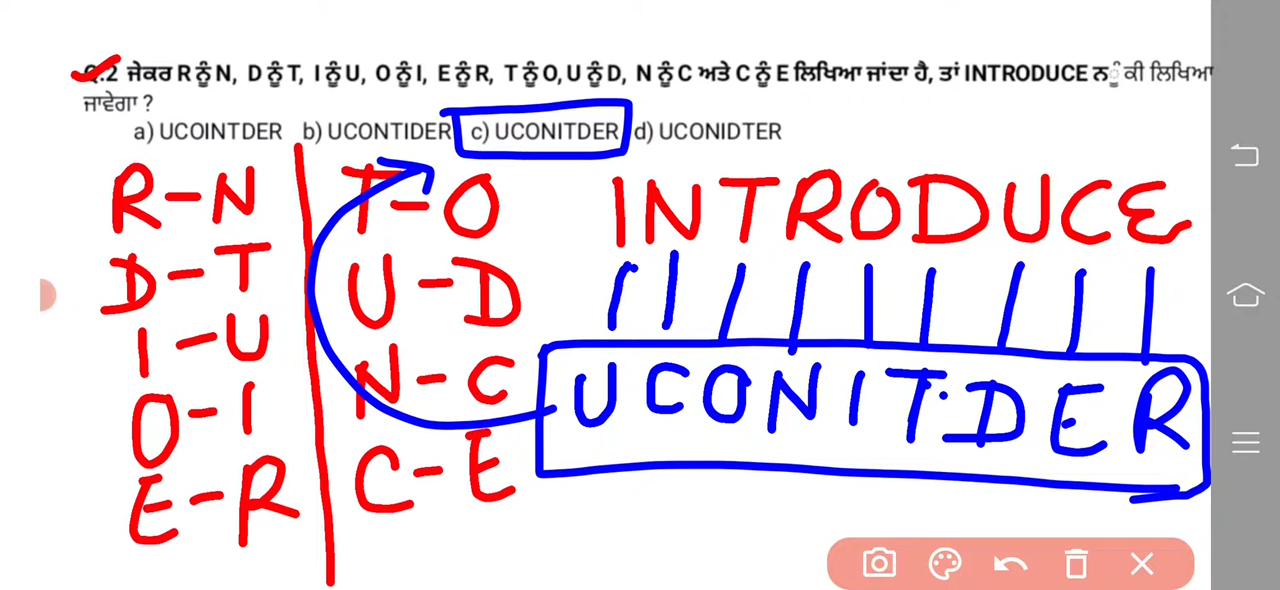 Q.2 ਜੇਕਰ R ਨੂੰ N, D ਨੂੰ T, I ਨੂੰ U, O ਨੂੰ I, E ਨੂੰ R, T ਨੂੰ O, U ਨੂੰ D, N ਨੂੰ C ਅਤੇ C ਨੂੰ E ਲਿਖਿਆ ਜਾਂਦਾ ਹੈ, ਤਾਂ INTRODUCE ਨੂੰ ਕੀ ਲਿਖਿਆ
ਜਾਵੇਗਾ ?
a) UCOINTDER b) UCONTIDER c) UCONITDER d) UCONIDTER
R-N
D-T
I-U
O-I
E-R
T-O
U-D
N-C
C-E
INTRODUCE
UCONITDER